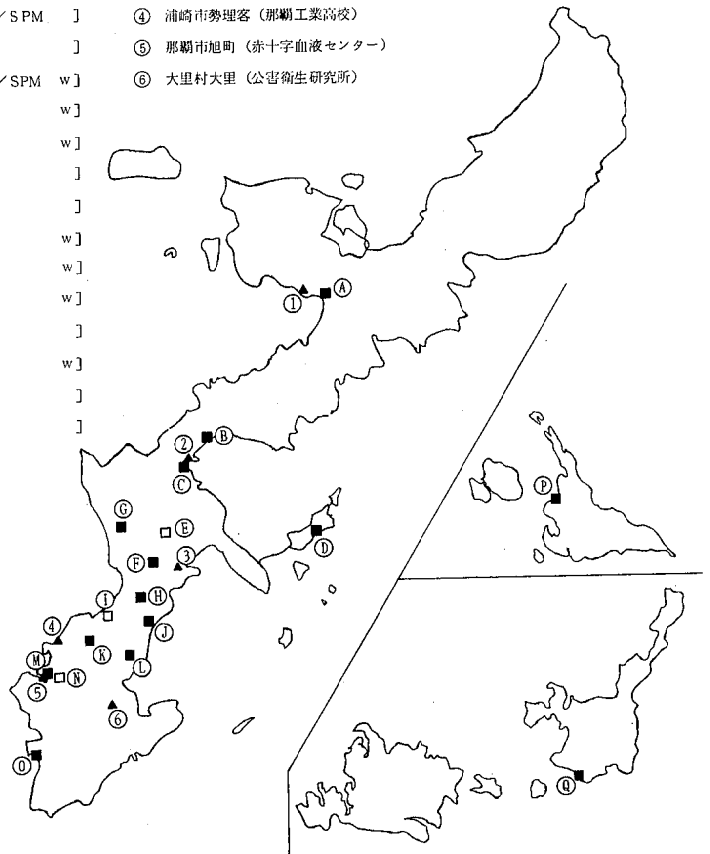 /SPM ]
]
/SPM w]
w]
w]
]
]
w]
w]
w]
]
w]
]
]
④ 浦崎市勢理客 (那覇工業高校)
⑤ 那覇市旭町 (赤十字血液センター)
⑥ 大里村大里 (公害衛生研究所)
Ⓐ
①
Ⓑ
②
Ⓒ
Ⓖ
Ⓔ
Ⓓ
Ⓟ
Ⓕ
③
Ⓘ
Ⓗ
④
Ⓙ
Ⓚ
Ⓜ
Ⓛ
⑤
Ⓝ
⑥
Ⓞ
Ⓠ